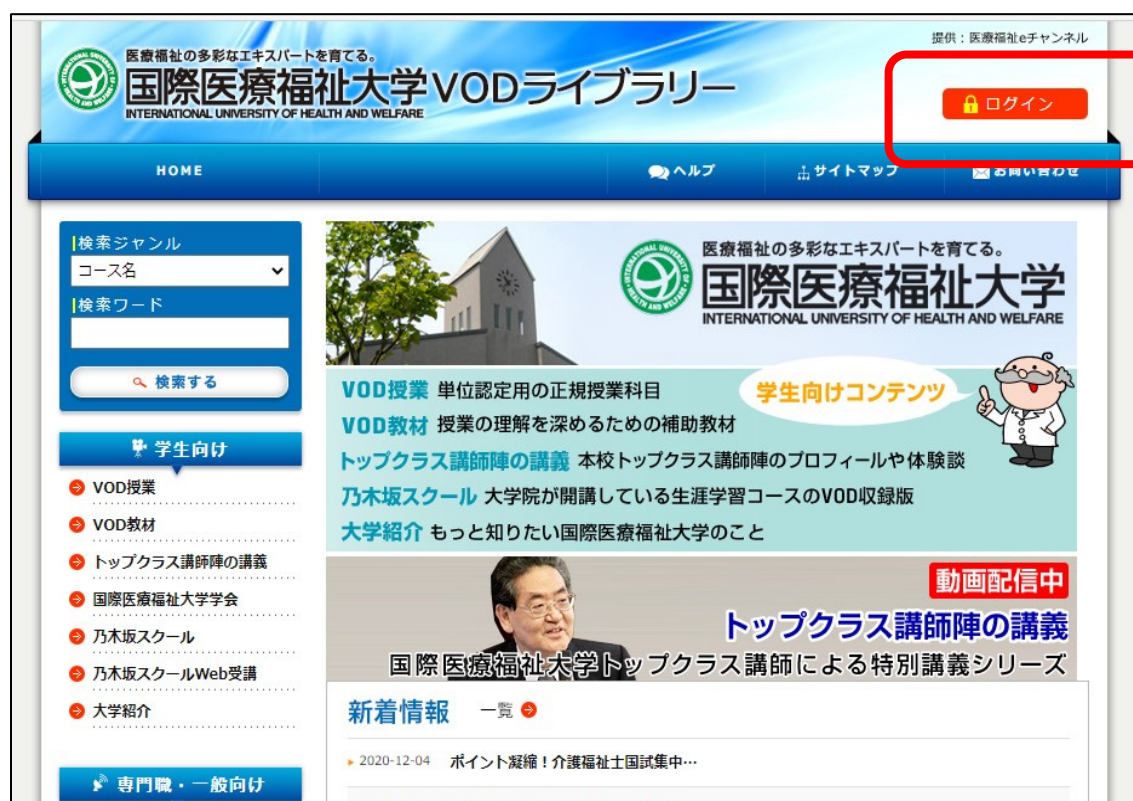 提供：医療福祉eチャンネル
医療福祉の多彩なエキスパートを育てる。
国際医療福祉大学VODライブラリー
INTERNATIONAL UNIVERSITY OF HEALTH AND WELFARE
ログイン
HOME
ヘルプ
サイトマップ
お問い合わせ
検索ジャンル
コース名
検索ワード
検索する
学生向け
VOD授業
VOD教材
トップクラス講師陣の講義
国際医療福祉大学学会
乃木坂スクール
乃木坂スクールWeb受講
大学紹介
専門職・一般向け
医療福祉の多彩なエキスパートを育てる。
国際医療福祉大学
INTERNATIONAL UNIVERSITY OF HEALTH AND WELFARE
学生向けコンテンツ
VOD授業 単位認定用の正規授業科目
VOD教材 授業の理解を深めるための補助教材
トップクラス講師陣の講義 本校トップクラス講師陣のプロフィールや体験談
乃木坂スクール 大学院が開講している生涯学習コースのVOD収録版
大学紹介 もっと知りたい国際医療福祉大学のこと
動画配信中
トップクラス講師陣の講義
国際医療福祉大学トップクラス講師による特別講義シリーズ
新着情報 一覧
2020-12-04 ポイント凝縮！介護福祉士国試集中…